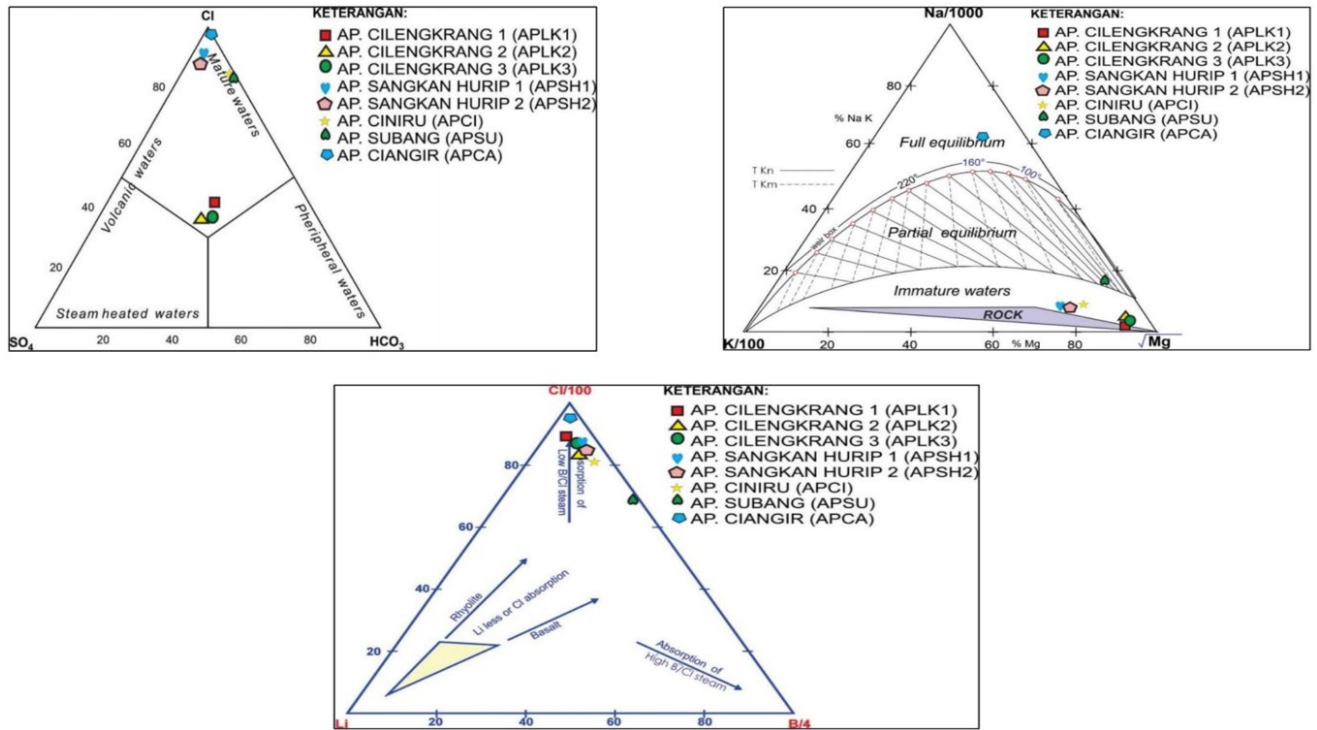 Cl
KETERANGAN:
AP. CILENGKRANG 1 (APLK1)
AP. CILENGKRANG 2 (APLK2)
AP. CILENGKRANG 3 (APLK3)
AP. SANGKAN HURIP 1 (APSH1)
AP. SANGKAN HURIP 2 (APSH2)
AP. CINIRU (APCI)
AP. SUBANG (APSU)
AP. CIANGIR (APCA)
80
60
40
20
Mature waters
Volcanic waters
Pheripheral waters
Steam heated waters
SO4
20
40
60
80
HCO3
Na/1000
KETERANGAN:
AP. CILENGKRANG 1 (APLK1)
AP. CILENGKRANG 2 (APLK2)
AP. CILENGKRANG 3 (APLK3)
AP. SANGKAN HURIP 1 (APSH1)
AP. SANGKAN HURIP 2 (APSH2)
AP. CINIRU (APCI)
AP. SUBANG (APSU)
AP. CIANGIR (APCA)
80
% Na K
60
Full equilibrium
T Kn
T Km
220°
160°
100°
40
weir box
Partial equilibrium
20
Immature waters
ROCK
K/100
20
40
% Mg
60
80
√Mg
Cl/100
KETERANGAN:
AP. CILENGKRANG 1 (APLK1)
AP. CILENGKRANG 2 (APLK2)
AP. CILENGKRANG 3 (APLK3)
AP. SANGKAN HURIP 1 (APSH1)
AP. SANGKAN HURIP 2 (APSH2)
AP. CINIRU (APCI)
AP. SUBANG (APSU)
AP. CIANGIR (APCA)
80
sorption of
Low B/Cl steam
60
40
Rhyolite
Li less or Cl absorption
Basalt
20
Absorption of
High B/Cl steam
Li
20
40
60
80
B/4